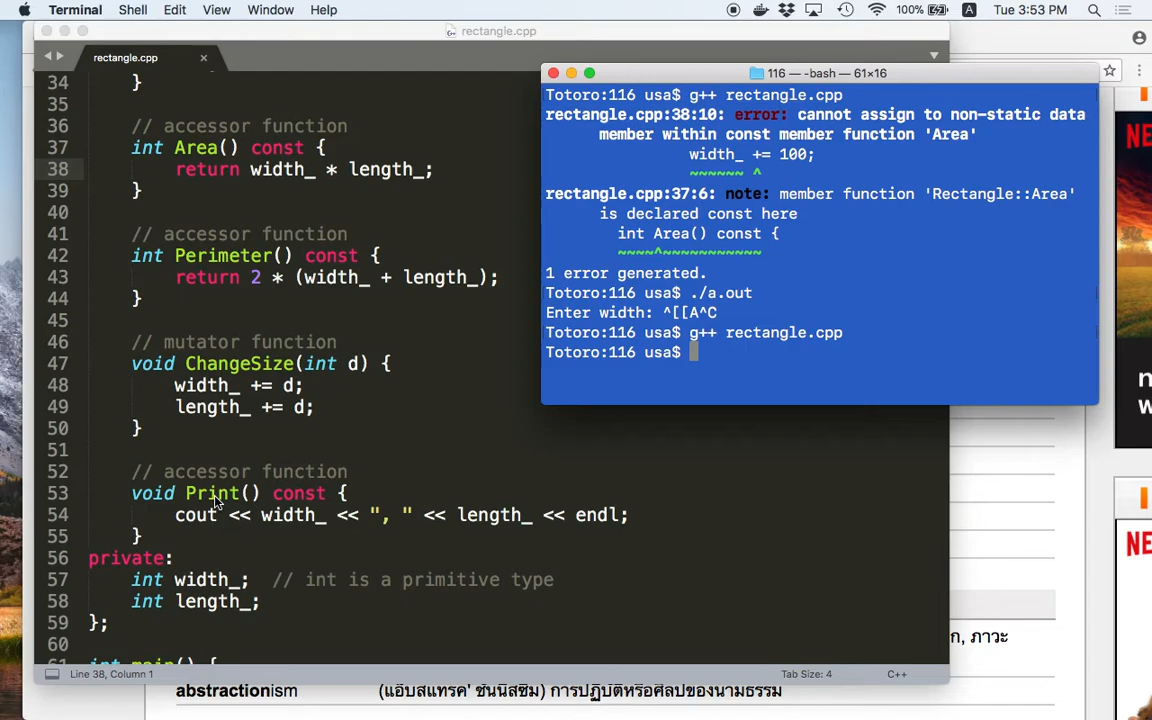 Terminal Shell Edit View Window Help 100% A Tue 3:53 PM
rectangle.cpp
rectangle.cpp ×
34 }
35
36 // accessor function
37 int Area() const {
38 return width_ * length_;
39 }
40
41 // accessor function
42 int Perimeter() const {
43 return 2 * (width_ + length_);
44 }
45
46 // mutator function
47 void ChangeSize(int d) {
48 width_ += d;
49 length_ += d;
50 }
51
52 // accessor function
53 void Print() const {
54 cout << width_ << ", " << length_ << endl;
55 }
56 private:
57 int width_; // int is a primitive type
58 int length_;
59 };
60
61 int main() {
Line 38, Column 1 Tab Size: 4 C++
116 — -bash — 61×16
Totoro:116 usa$ g++ rectangle.cpp
rectangle.cpp:38:10: error: cannot assign to non-static data
member within const member function 'Area'
width_ += 100;
~~~~~~ ^
rectangle.cpp:37:6: note: member function 'Rectangle::Area'
is declared const here
int Area() const {
~~~~^~~~~~~~~~~~
1 error generated.
Totoro:116 usa$ ./a.out
Enter width: ^[[A^C
Totoro:116 usa$ g++ rectangle.cpp
Totoro:116 usa$
NE
n
w
NE
ก, ภาวะ
abstractionism (แอ็บสแทรค' ชันนิสซึม) การปฏิบัติหรือศิลปของนามธรรม